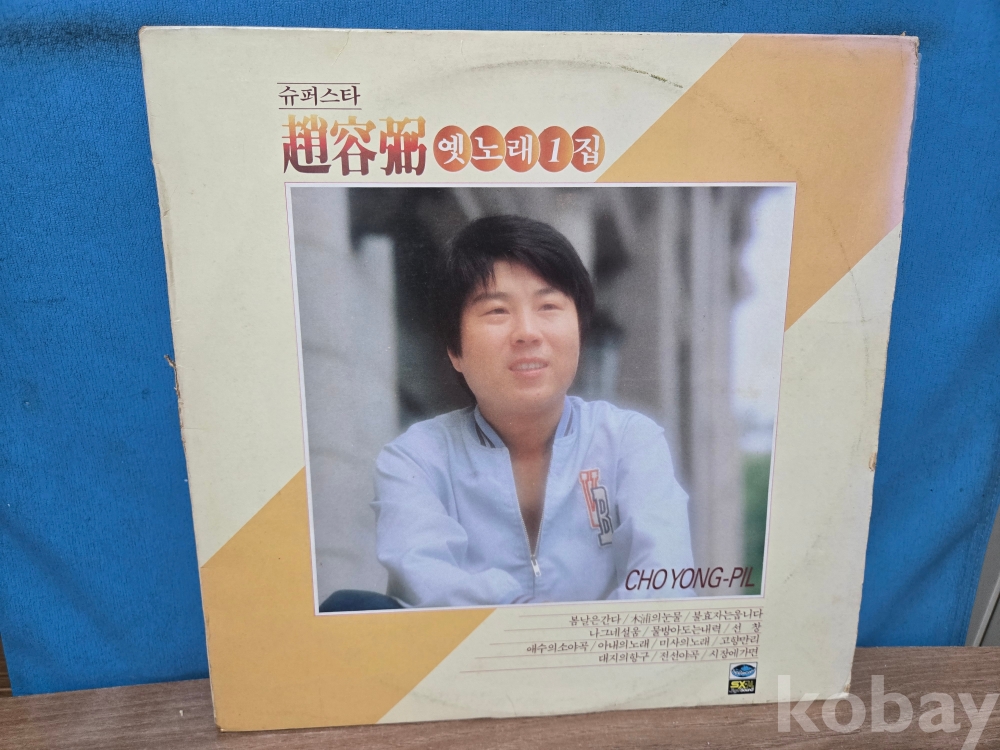 슈퍼스타
趙容弼 옛노래1집
CHO YONG-PIL
봄날은간다/木浦의눈물/불효자는웁니다
나그네설움/물방아도는내력/선 창
애수의소야곡/아내의노래/미사의노래/고향만리
대지의항구/전선야곡/시장에가면
SX
kobay